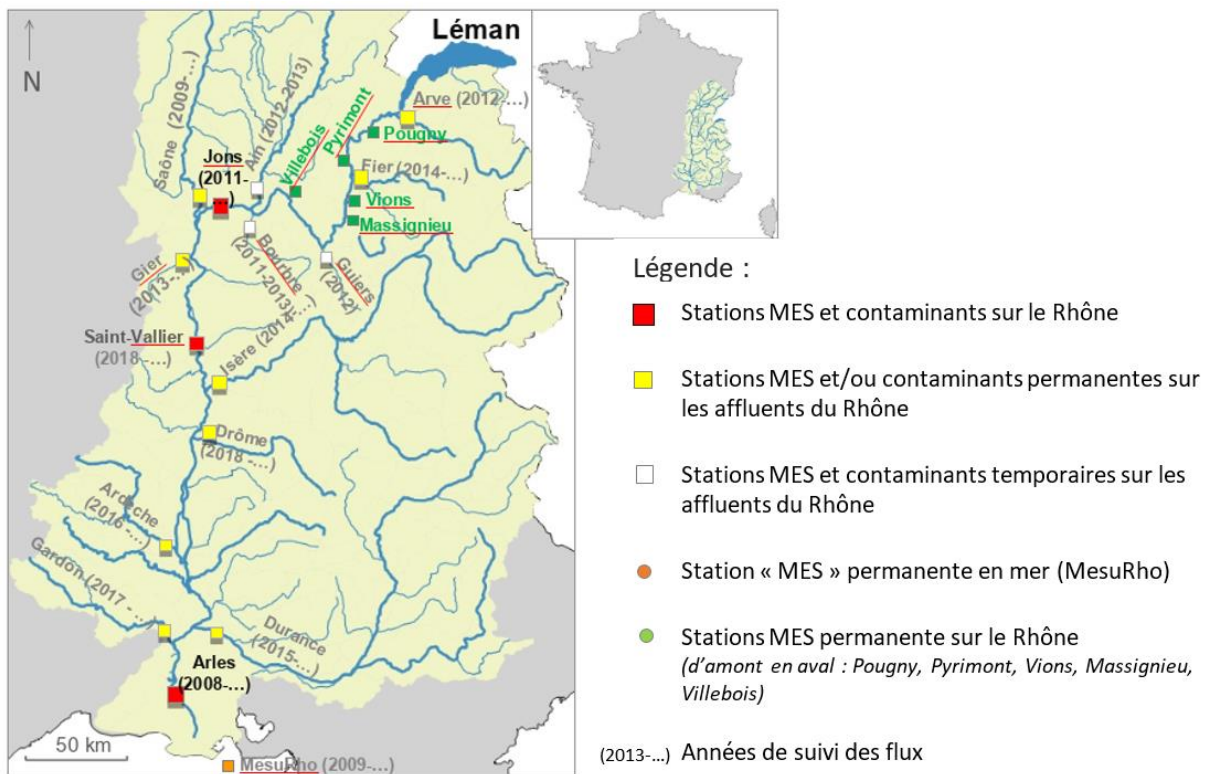 N
Léman
Arve (2012-...)
Pougny
Pyrimont
Villebois
Fier (2014-...)
Vions
Massignieu
Ain (2012-2013)
Saône (2009-...)
Jons
(2011-
...)
Bourbre
(2011-2013)
Guiers
(2012)
Gier
(2013-...)
Saint-Vallier
(2018 -...)
Isère (2014-...)
Drôme
(2018 -...)
Ardèche
(2016 -...)
Gardon (2017 -...)
Durance
(2015-...)
Arles
(2008-...)
50 km
MesuRho (2009-...)
Légende :
Stations MES et contaminants sur le Rhône
Stations MES et/ou contaminants permanentes sur
les affluents du Rhône
Stations MES et contaminants temporaires sur les
affluents du Rhône
Station « MES » permanente en mer (MesuRho)
Stations MES permanente sur le Rhône
(d'amont en aval : Pougny, Pyrimont, Vions, Massignieu,
Villebois)
(2013-...) Années de suivi des flux